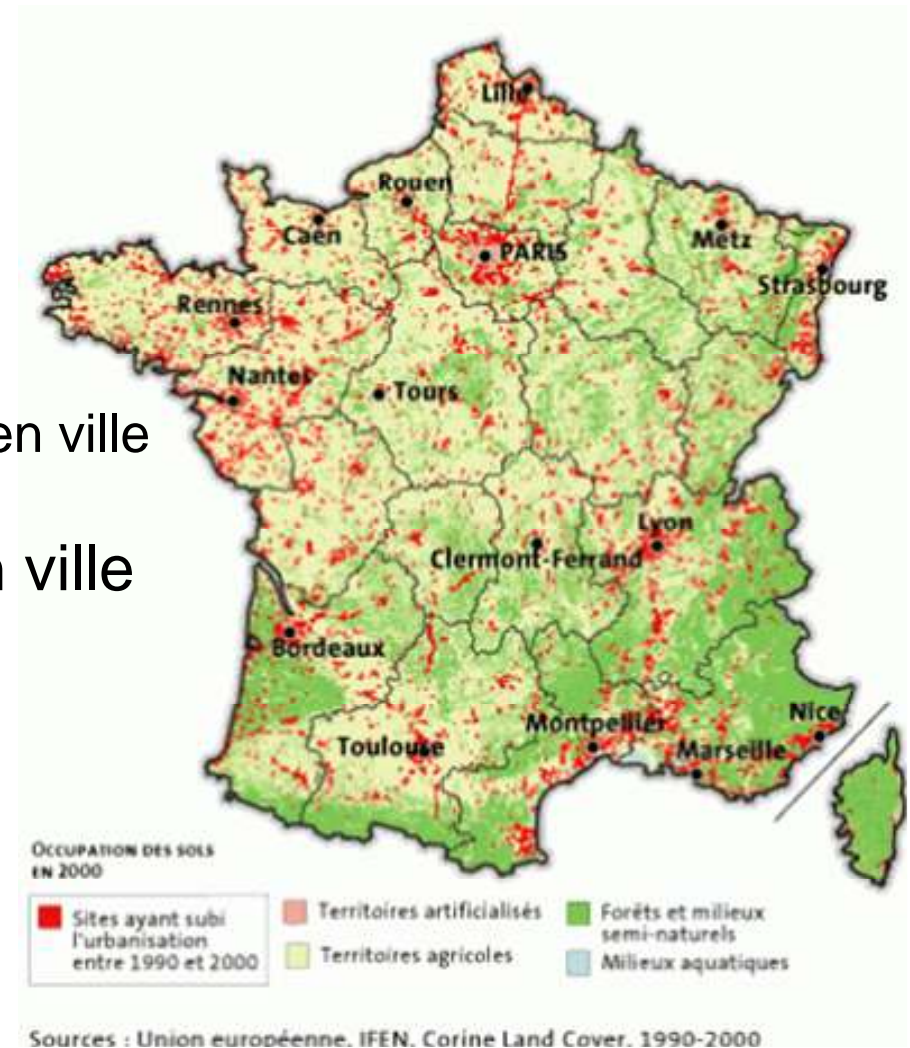 Lille
Rouen
Caen
PARIS
Metz
Strasbourg
Rennes
Nantes
Tours
en ville
ville
Lyon
Clermont-Ferrand
Bordeaux
Nice
Montpellier
Toulouse
Marseille
OCCUPATION DES SOLS
EN 2000
Sites ayant subi
l'urbanisation
entre 1990 et 2000
Territoires artificialisés
Territoires agricoles
Forêts et milieux
semi-naturels
Milieux aquatiques
Sources : Union européenne, IFEN, Corine Land Cover, 1990-2000